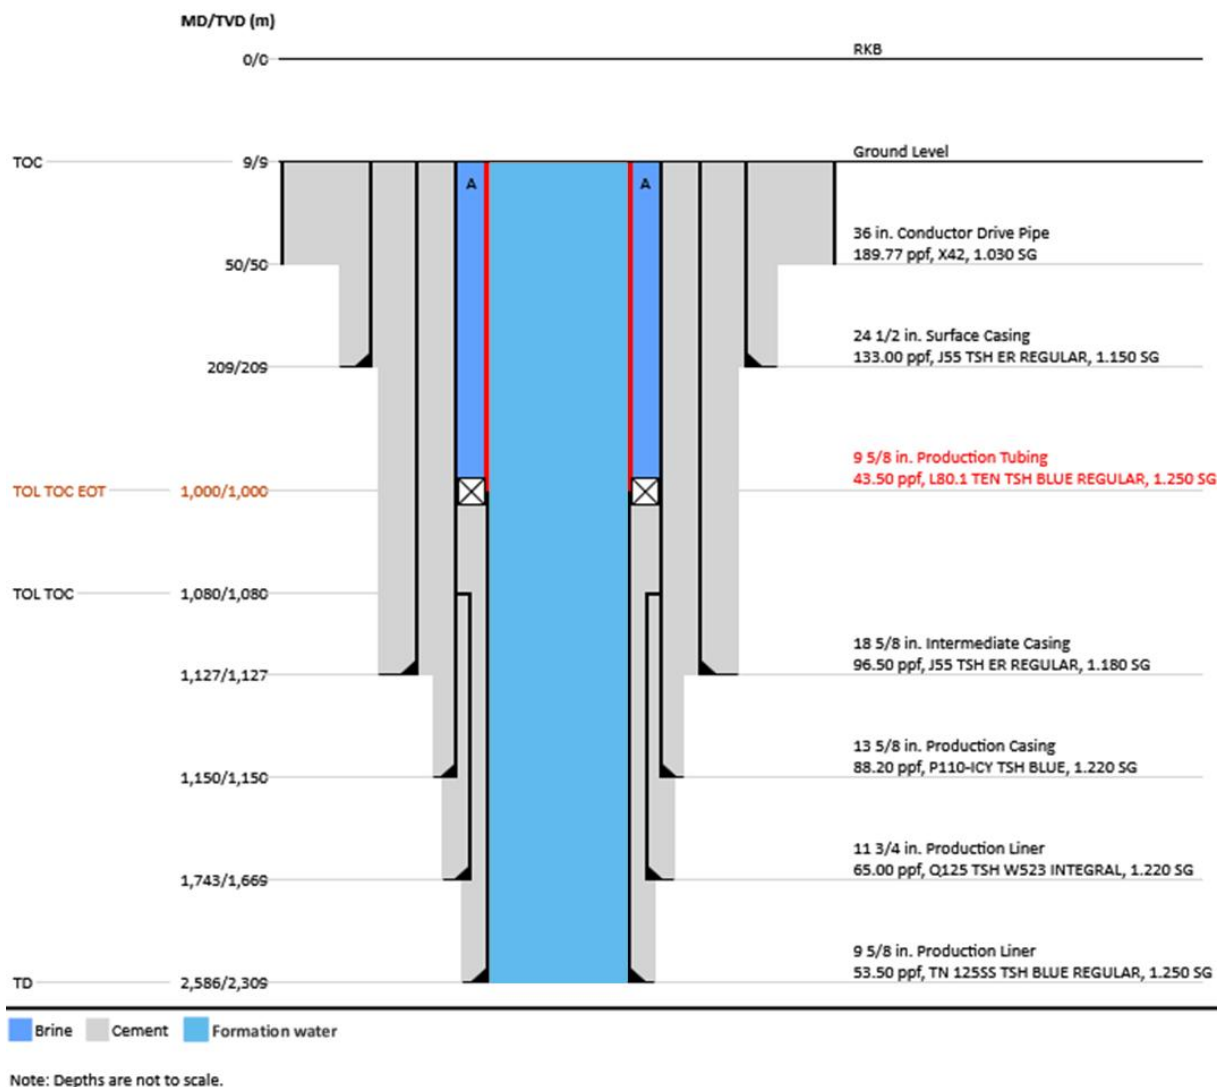 MD/TVD (m)
0/0
RKB
TOC
9/9
Ground Level
A
A
36 in. Conductor Drive Pipe
50/50
189.77 ppf, X42, 1.030 SG
24 1/2 in. Surface Casing
209/209
133.00 ppf, J55 TSH ER REGULAR, 1.150 SG
9 5/8 in. Production Tubing
TOL TOC EOT
1,000/1,000
43.50 ppf, L80.1 TEN TSH BLUE REGULAR, 1.250 SG
TOL TOC
1,080/1,080
18 5/8 in. Intermediate Casing
1,127/1,127
96.50 ppf, J55 TSH ER REGULAR, 1.180 SG
13 5/8 in. Production Casing
1,150/1,150
88.20 ppf, P110-ICY TSH BLUE, 1.220 SG
11 3/4 in. Production Liner
1,743/1,669
65.00 ppf, Q125 TSH W523 INTEGRAL, 1.220 SG
9 5/8 in. Production Liner
TD
2,586/2,309
53.50 ppf, TN 125SS TSH BLUE REGULAR, 1.250 SG
Brine
Cement
Formation water
Note: Depths are not to scale.